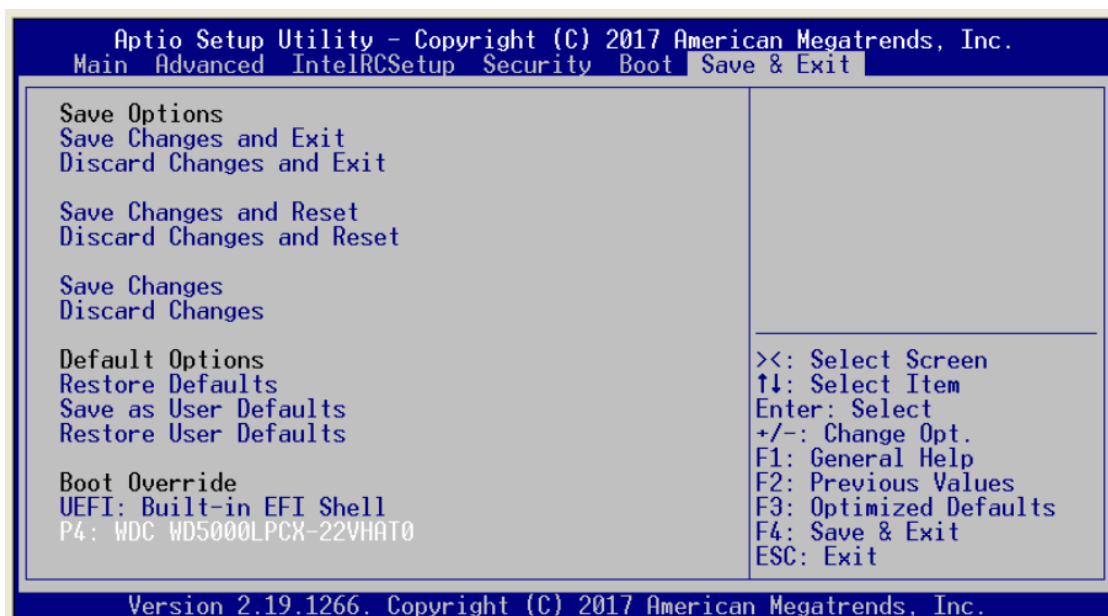 Aptio Setup Utility – Copyright (C) 2017 American Megatrends, Inc.
Main Advanced IntelRCSetup Security Boot Save & Exit
Save Options
Save Changes and Exit
Discard Changes and Exit
Save Changes and Reset
Discard Changes and Reset
Save Changes
Discard Changes
Default Options
Restore Defaults
Save as User Defaults
Restore User Defaults
Boot Override
UEFI: Built-in EFI Shell
P4: WDC WD5000LPCX-22VHAT0
><: Select Screen
↑↓: Select Item
Enter: Select
+/-: Change Opt.
F1: General Help
F2: Previous Values
F3: Optimized Defaults
F4: Save & Exit
ESC: Exit
Version 2.19.1266. Copyright (C) 2017 American Megatrends, Inc.